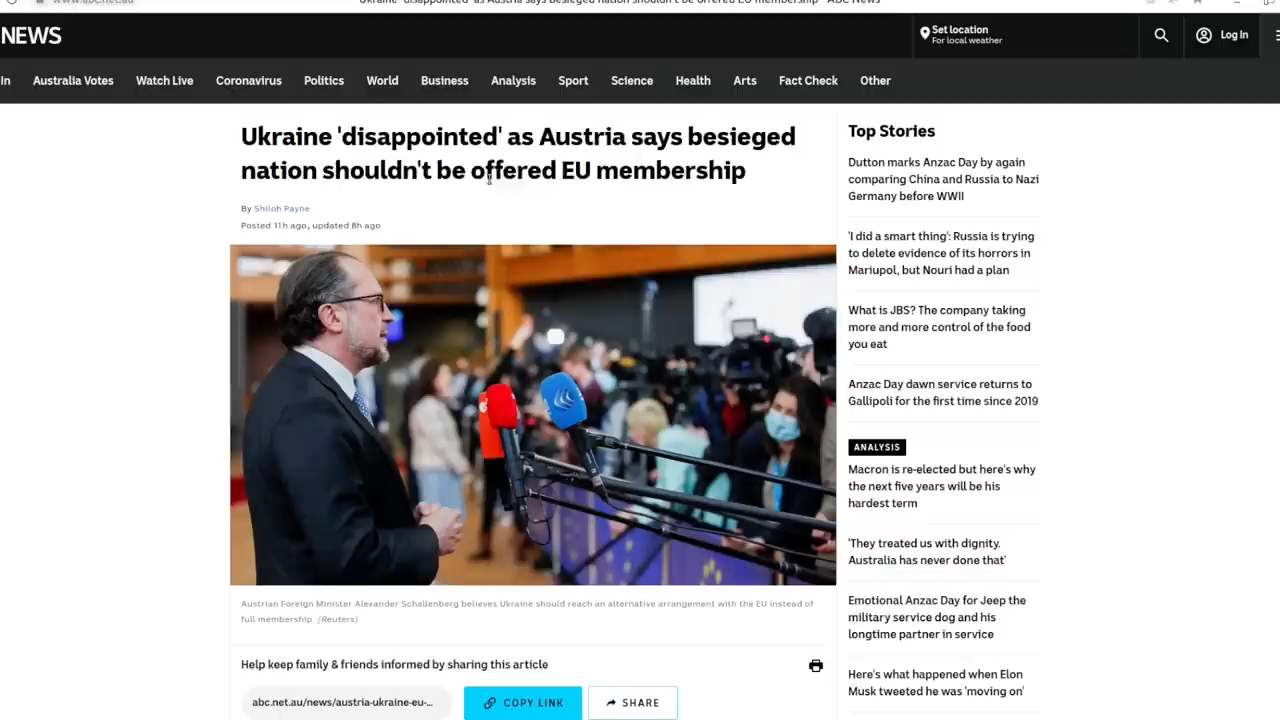 www.abc.net.au
Ukraine 'disappointed' as Austria says besieged nation shouldn't be offered EU membership - ABC News
NEWS
Set location
For local weather
Log In
In
Australia Votes
Watch Live
Coronavirus
Politics
World
Business
Analysis
Sport
Science
Health
Arts
Fact Check
Other
Ukraine 'disappointed' as Austria says besieged
nation shouldn't be offered EU membership
By Shiloh Payne
Posted 11h ago, updated 8h ago
Austrian Foreign Minister Alexander Schallenberg believes Ukraine should reach an alternative arrangement with the EU instead of
full membership (Reuters)
Help keep family & friends informed by sharing this article
abc.net.au/news/austria-ukraine-eu-...
COPY LINK
SHARE
Top Stories
Dutton marks Anzac Day by again
comparing China and Russia to Nazi
Germany before WWII
'I did a smart thing': Russia is trying
to delete evidence of its horrors in
Mariupol, but Nouri had a plan
What is JBS? The company taking
more and more control of the food
you eat
Anzac Day dawn service returns to
Gallipoli for the first time since 2019
ANALYSIS
Macron is re-elected but here's why
the next five years will be his
hardest term
'They treated us with dignity.
Australia has never done that'
Emotional Anzac Day for Jeep the
military service dog and his
longtime partner in service
Here's what happened when Elon
Musk tweeted he was 'moving on'